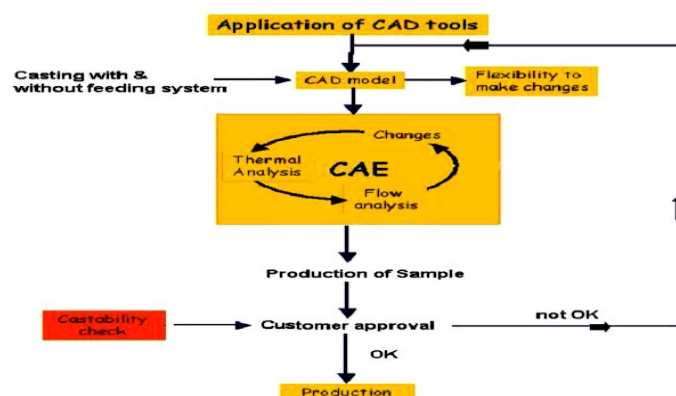 Application of CAD tools
Casting with &
without feeding system
CAD model
Flexibility to
make changes
Changes
Thermal
Analysis
CAE
Flow
analysis
Production of Sample
Castability
check
Customer approval
not OK
OK
Production